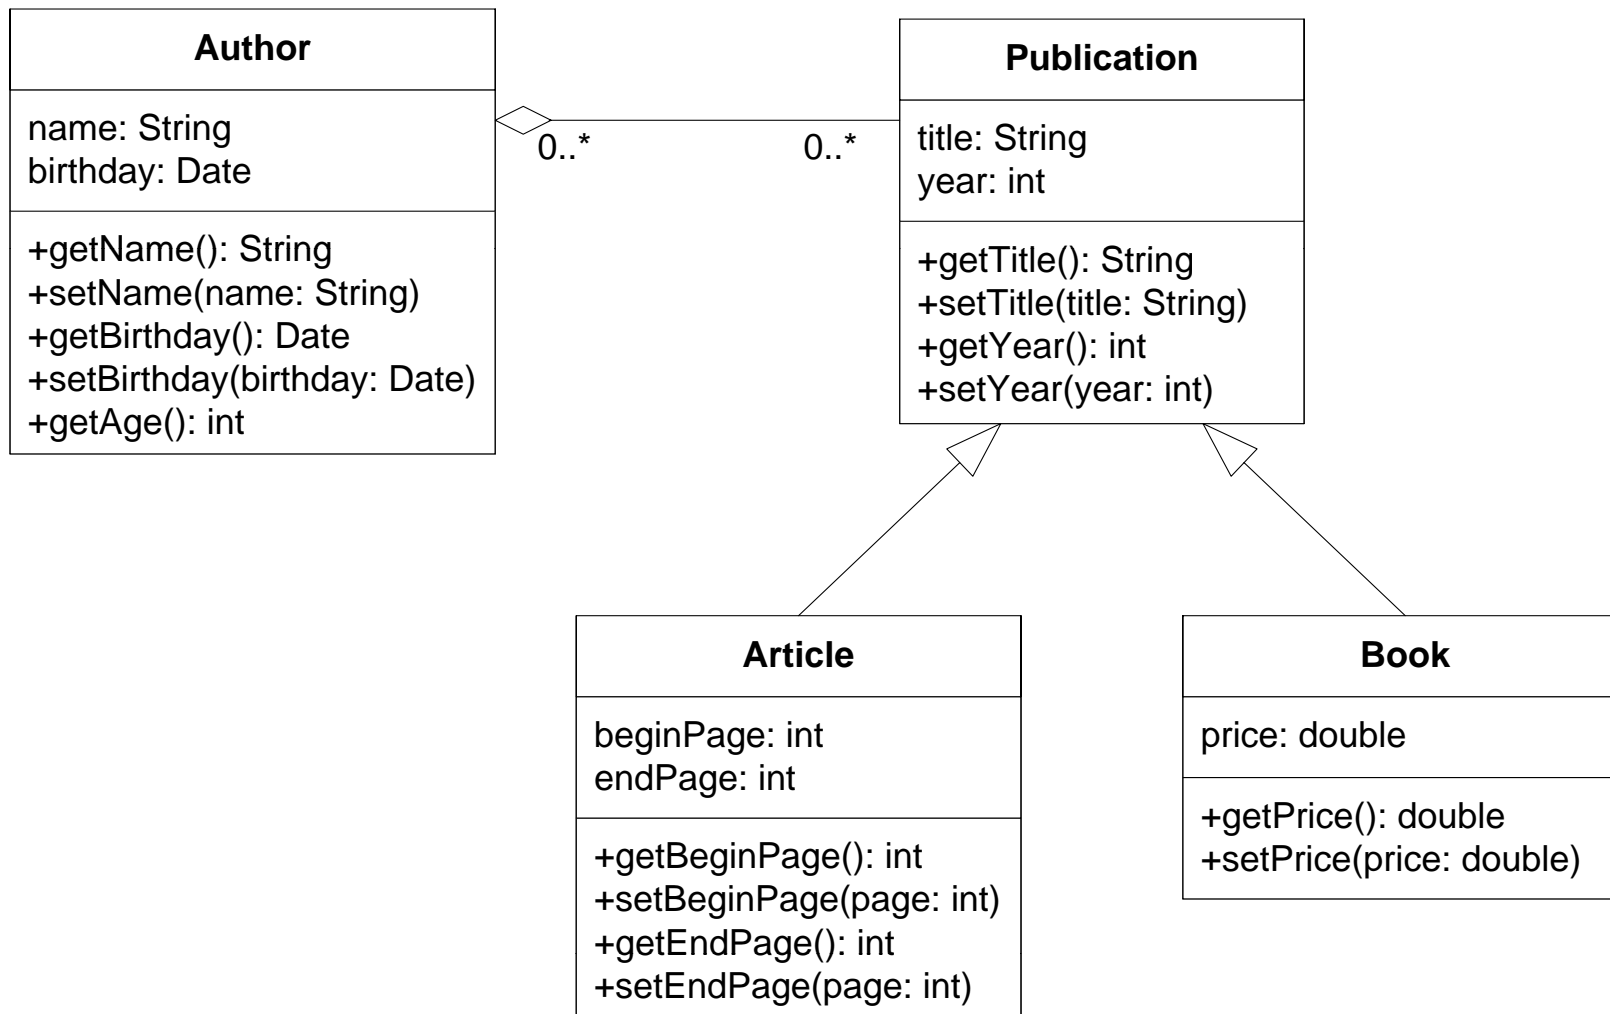 Author
name: String
birthday: Date
+getName(): String
+setName(name: String)
+getBirthday(): Date
+setBirthday(birthday: Date)
+getAge(): int
0..*
0..*
Publication
title: String
year: int
+getTitle(): String
+setTitle(title: String)
+getYear(): int
+setYear(year: int)
Article
beginPage: int
endPage: int
+getBeginPage(): int
+setBeginPage(page: int)
+getEndPage(): int
+setEndPage(page: int)
Book
price: double
+getPrice(): double
+setPrice(price: double)